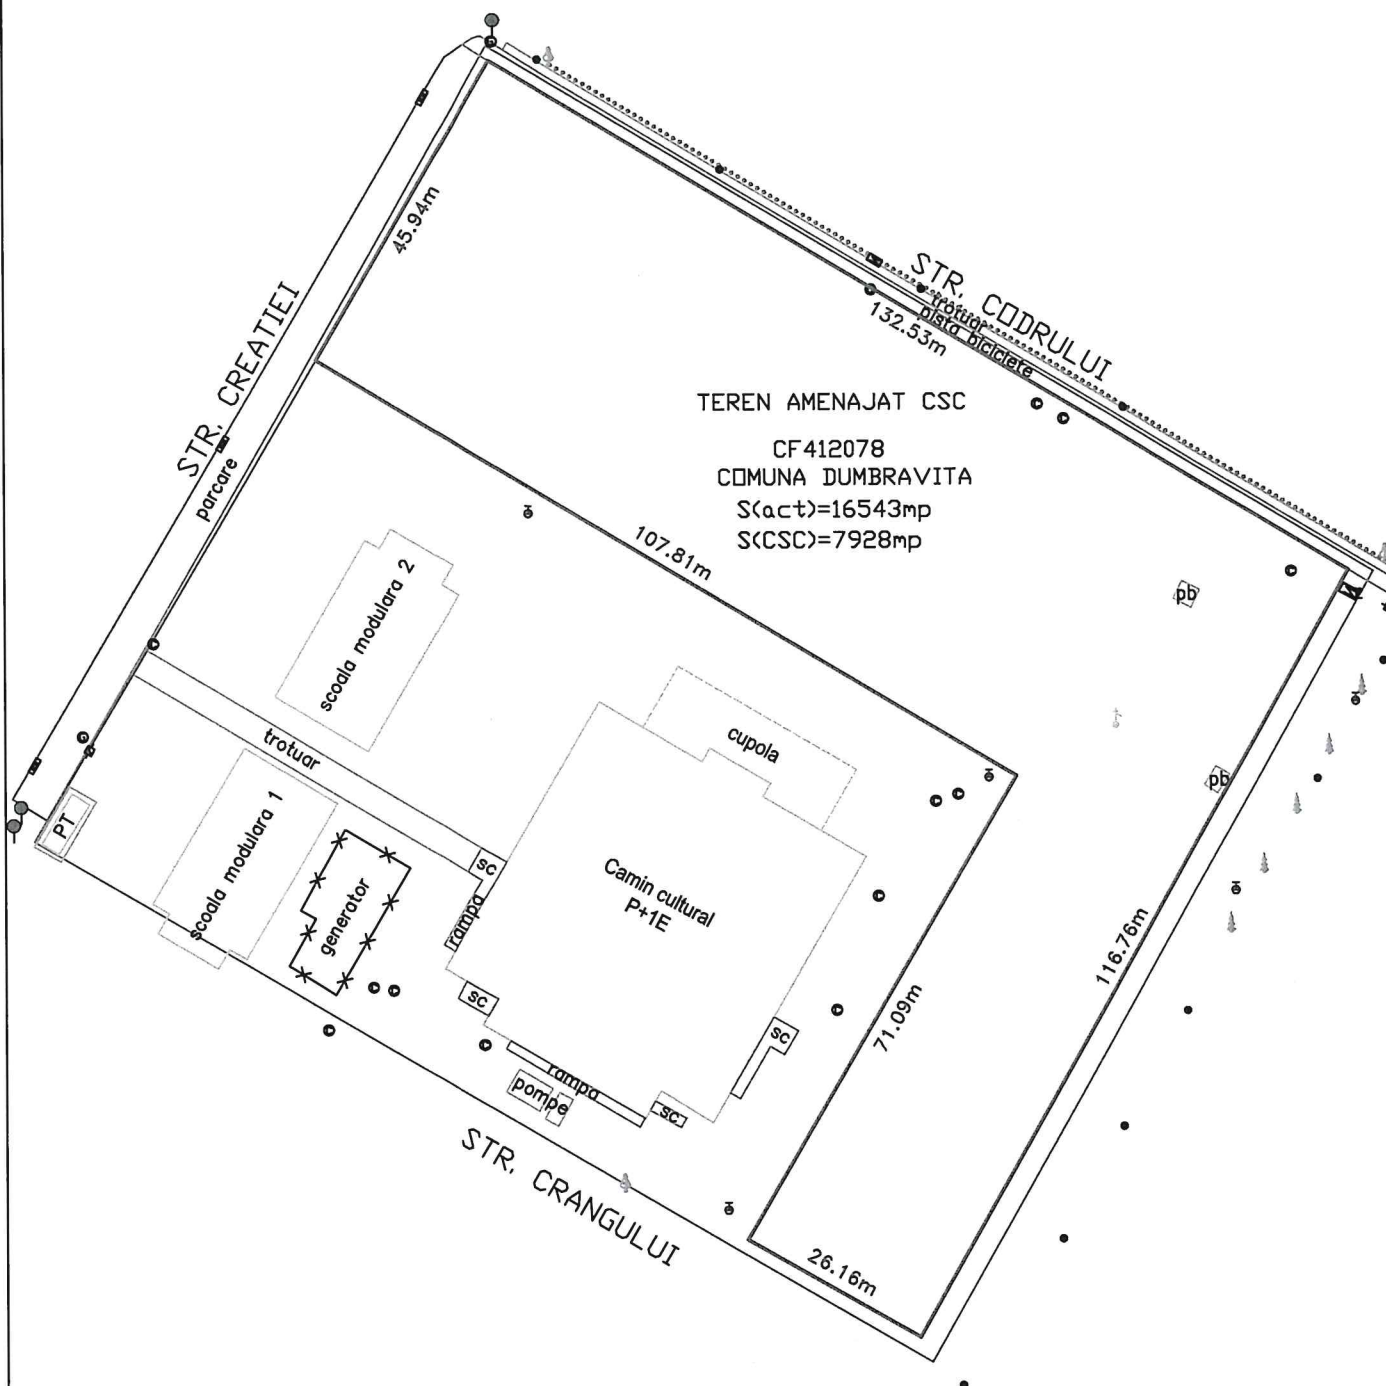 45.94m
STR. CREATIEI
parcare
STR. CODRULUI
trotuar
pista biciclete
132.53m
TEREN AMENAJAT CSC
CF412078
COMUNA DUMBRAVITA
S(act)=16543mp
S(CSC)=7928mp
107.81m
pb
pb
scoala modulara 2
cupola
trotuar
PT
scoala modulara 1
generator
sc
rampa
Camin cultural
P+1E
sc
sc
rampa
pompe
sc
71.09m
116.76m
STR. CRANGULUI
26.16m